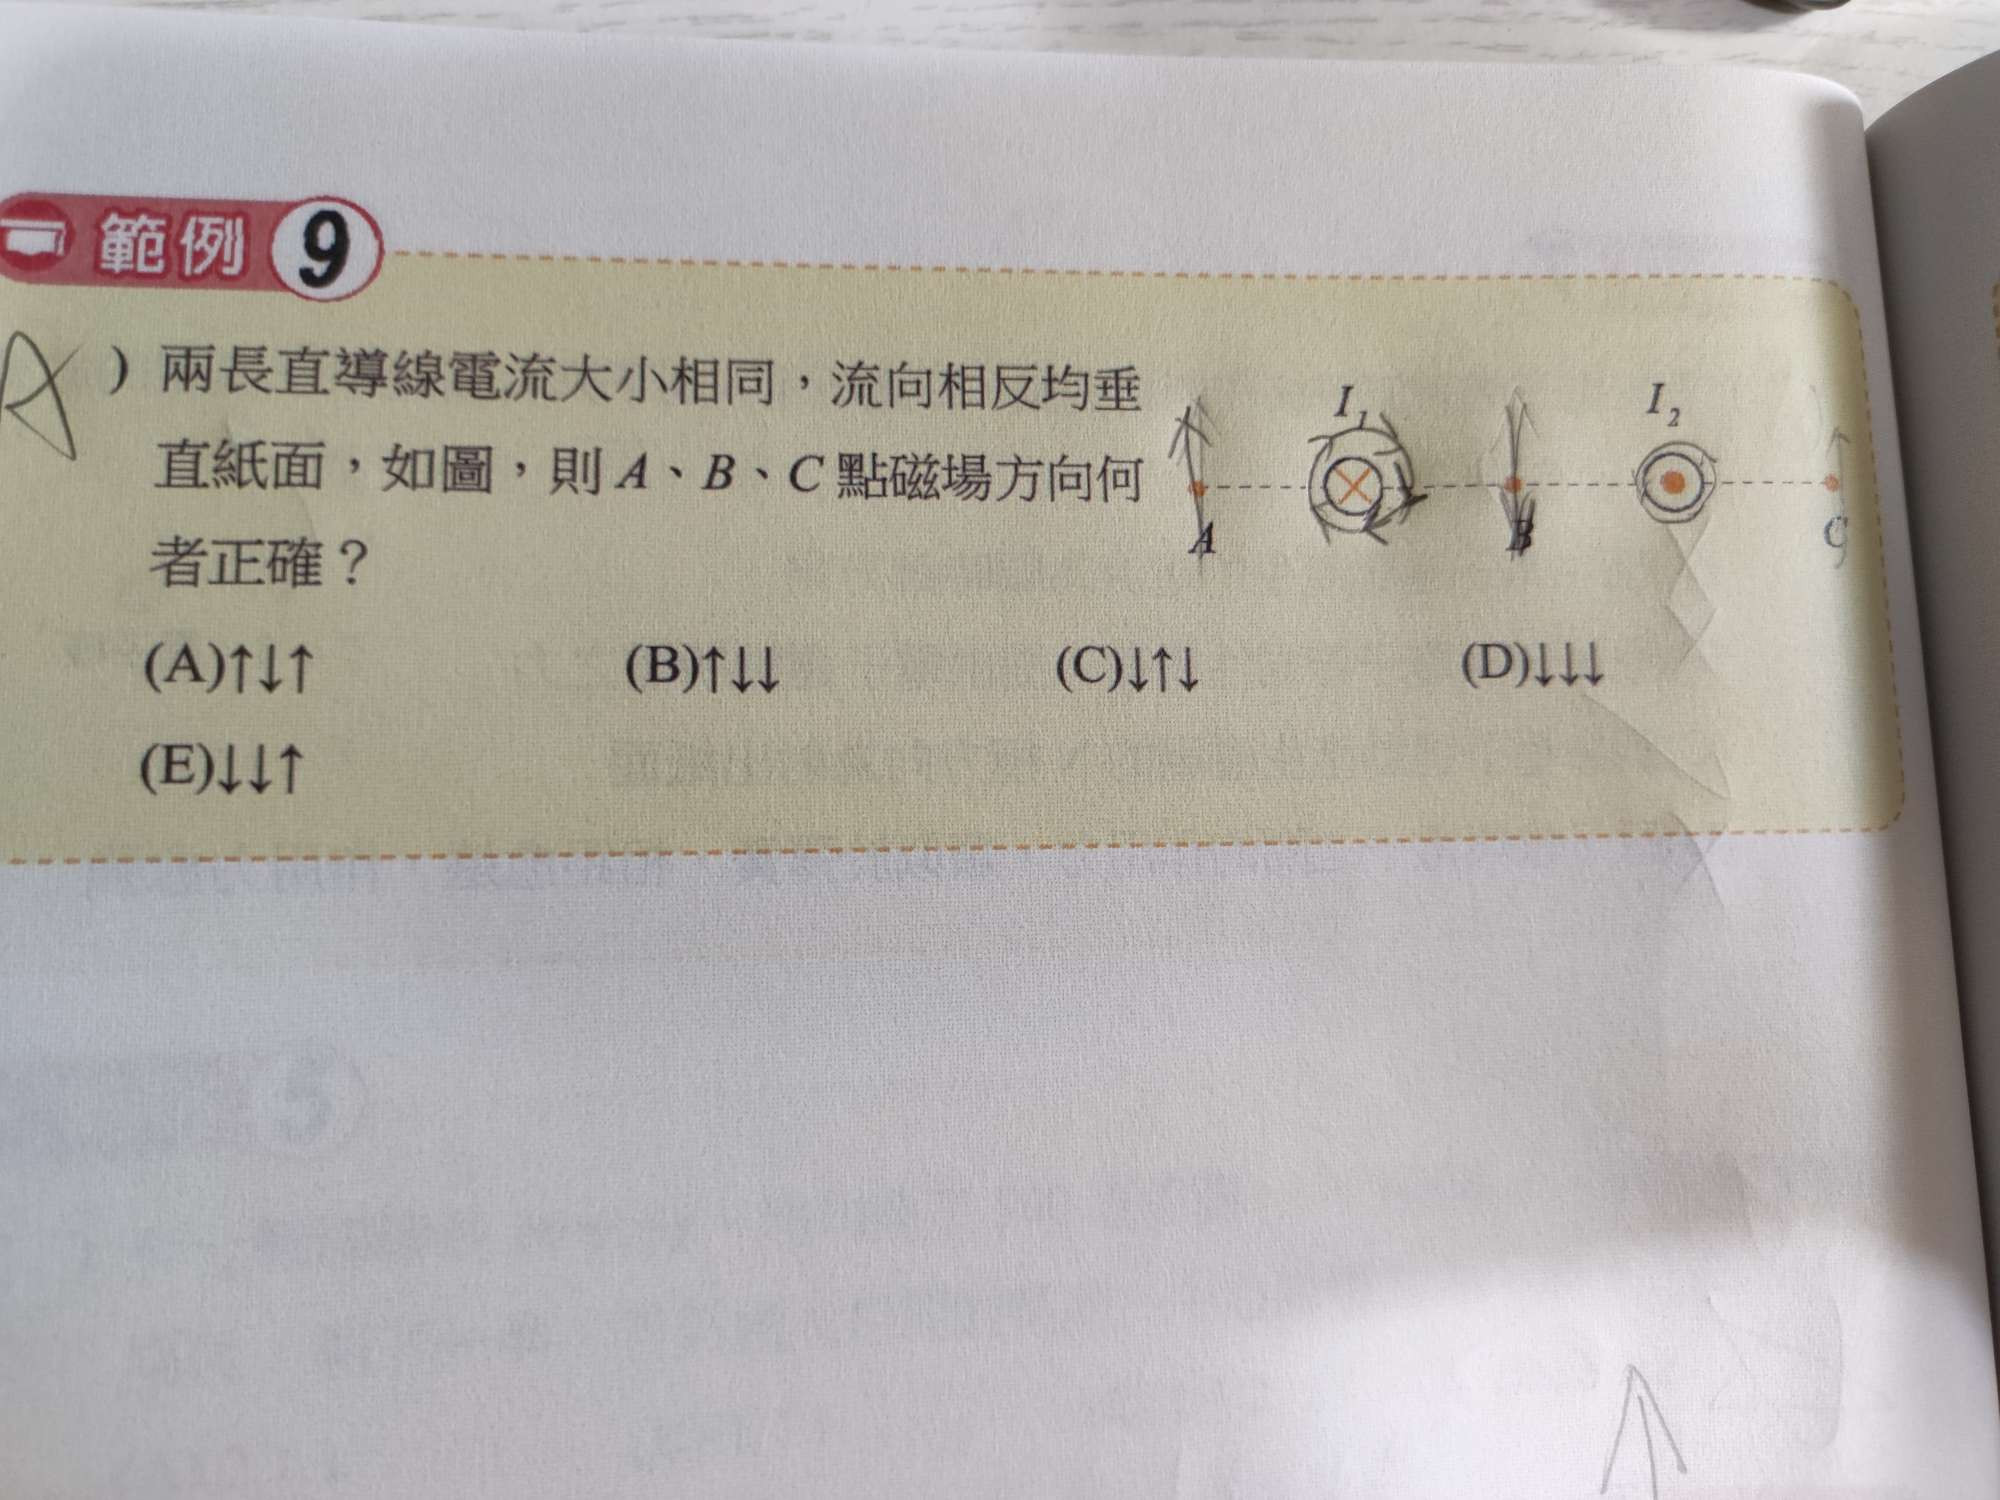 範例 9
A ) 兩長直導線電流大小相同，流向相反均垂
直紙面，如圖，則 A、B、C 點磁場方向何
者正確？
I₁ I₂
A B C
(A)↑↓↑ (B)↑↓↓ (C)↓↑↓ (D)↓↓↓
(E)↓↓↑